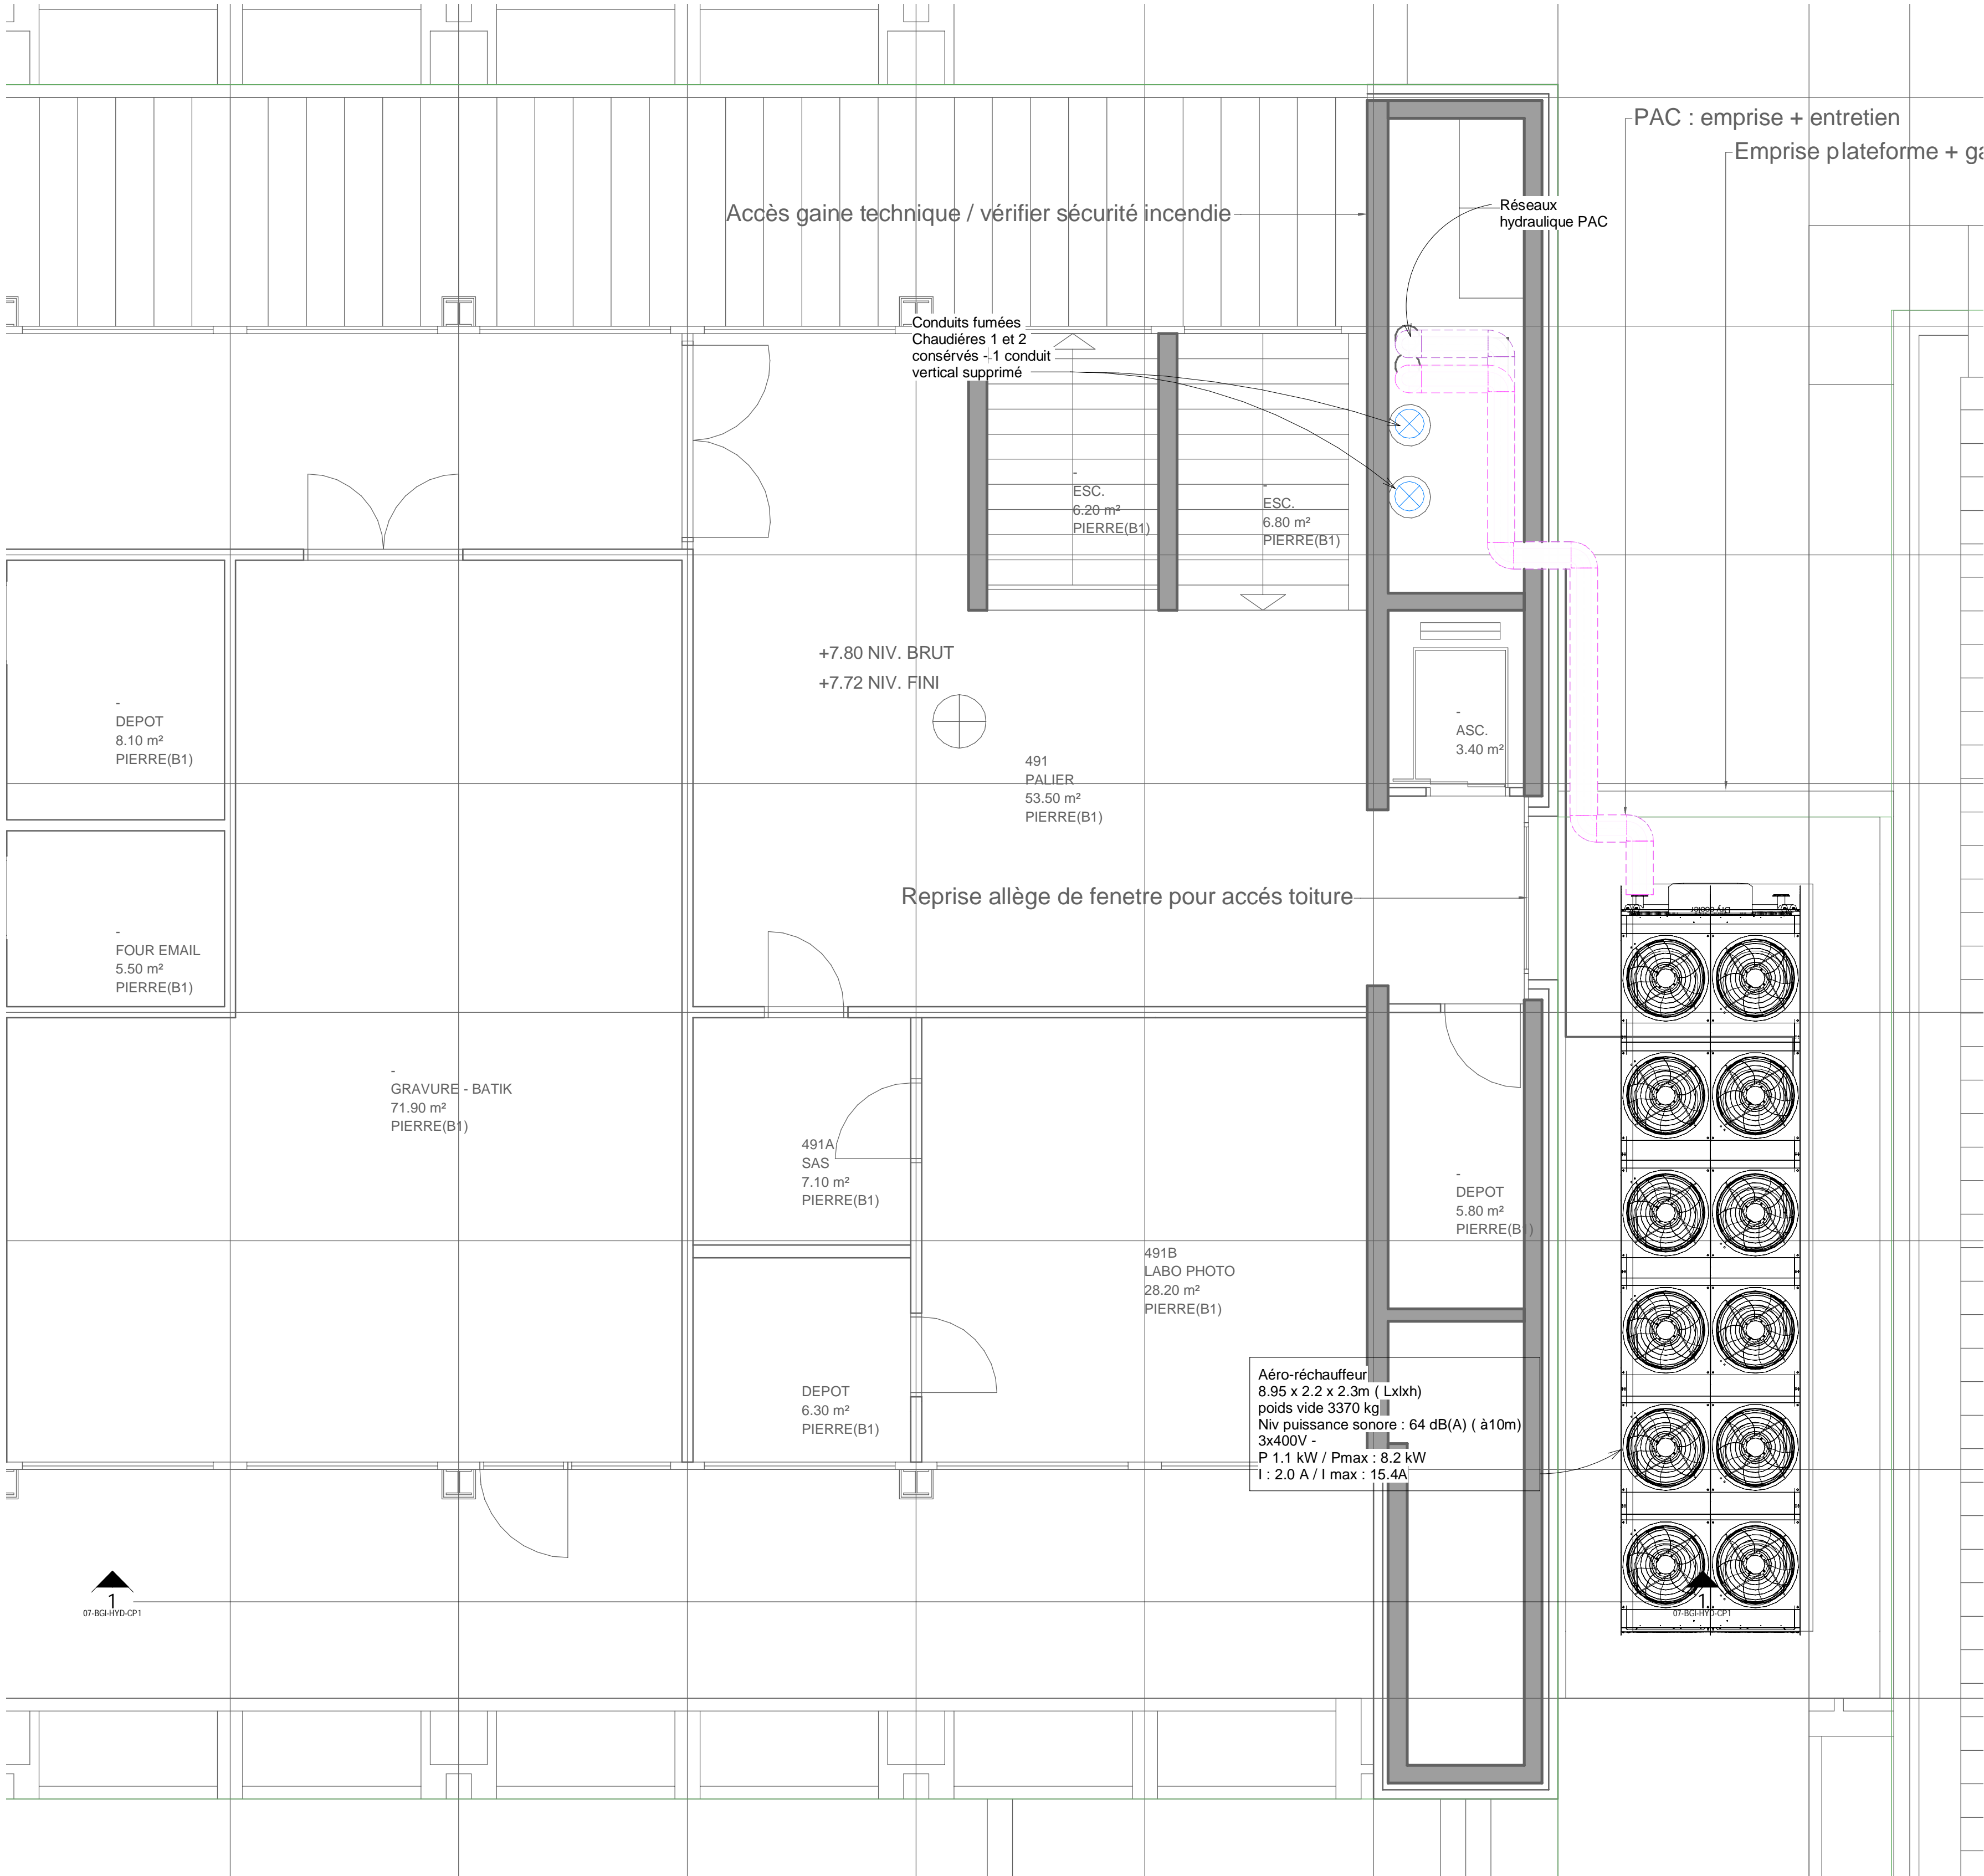 PAC : emprise + entretien
Emprise plateforme + ga
Accès gaine technique / vérifier sécurité incendie
Réseaux
hydraulique PAC
Conduits fumées
Chaudiéres 1 et 2
consérvés - 1 conduit
vertical supprimé
-
ESC.
6.20 m²
PIERRE(B1)
-
ESC.
6.80 m²
PIERRE(B1)
+7.80 NIV. BRUT
+7.72 NIV. FINI
-
DEPOT
8.10 m²
PIERRE(B1)
-
ASC.
3.40 m²
491
PALIER
53.50 m²
PIERRE(B1)
Reprise allège de fenetre pour accés toiture
Dry cooler
-
FOUR EMAIL
5.50 m²
PIERRE(B1)
-
GRAVURE - BATIK
71.90 m²
PIERRE(B1)
491A
SAS
7.10 m²
PIERRE(B1)
-
DEPOT
5.80 m²
PIERRE(B1)
491B
LABO PHOTO
28.20 m²
PIERRE(B1)
DEPOT
6.30 m²
PIERRE(B1)
Aéro-réchauffeur
8.95 x 2.2 x 2.3m ( Lxlxh)
poids vide 3370 kg
Niv puissance sonore : 64 dB(A) ( à10m)
3x400V -
P 1.1 kW / Pmax : 8.2 kW
I : 2.0 A / I max : 15.4A
1
07-BGI-HYD-CP1
1
07-BGI-HYD-CP1